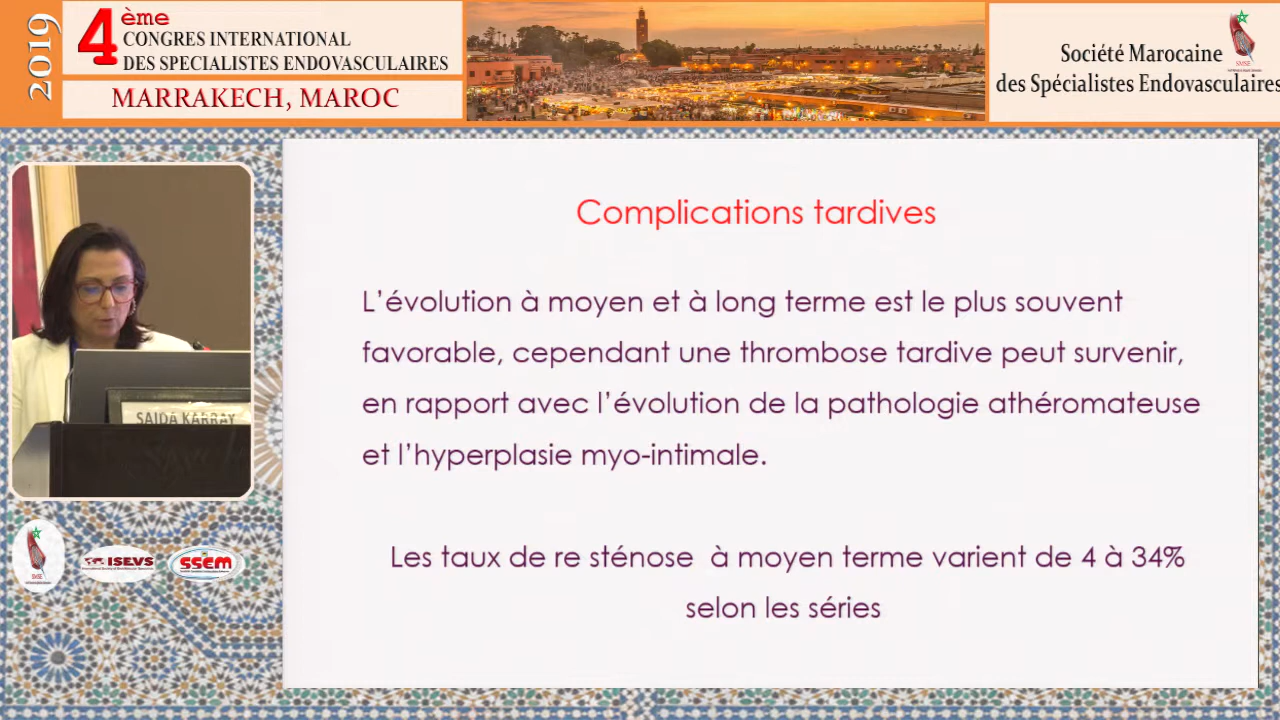 2019
4ème
CONGRES INTERNATIONAL
DES SPECIALISTES ENDOVASCULAIRES
MARRAKECH, MAROC
Société Marocaine
des Spécialistes Endovasculaires
SMSE
Complications tardives
L'évolution à moyen et à long terme est le plus souvent
favorable, cependant une thrombose tardive peut survenir,
en rapport avec l'évolution de la pathologie athéromateuse
et l'hyperplasie myo-intimale.
Les taux de re sténose à moyen terme varient de 4 à 34%
selon les séries
SAIDA KARRAY
SMSE
ISEVS
SSEM